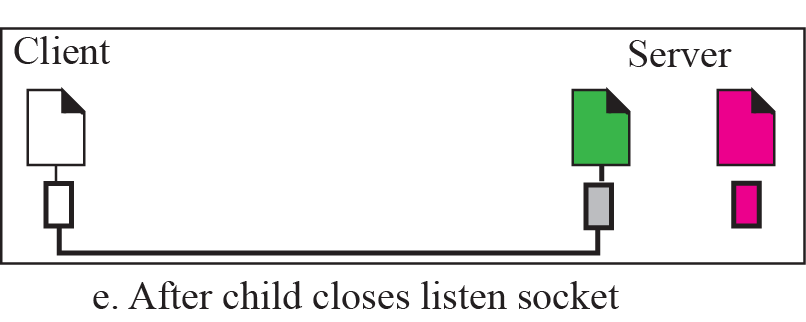 Client
Server
e. After child closes listen socket